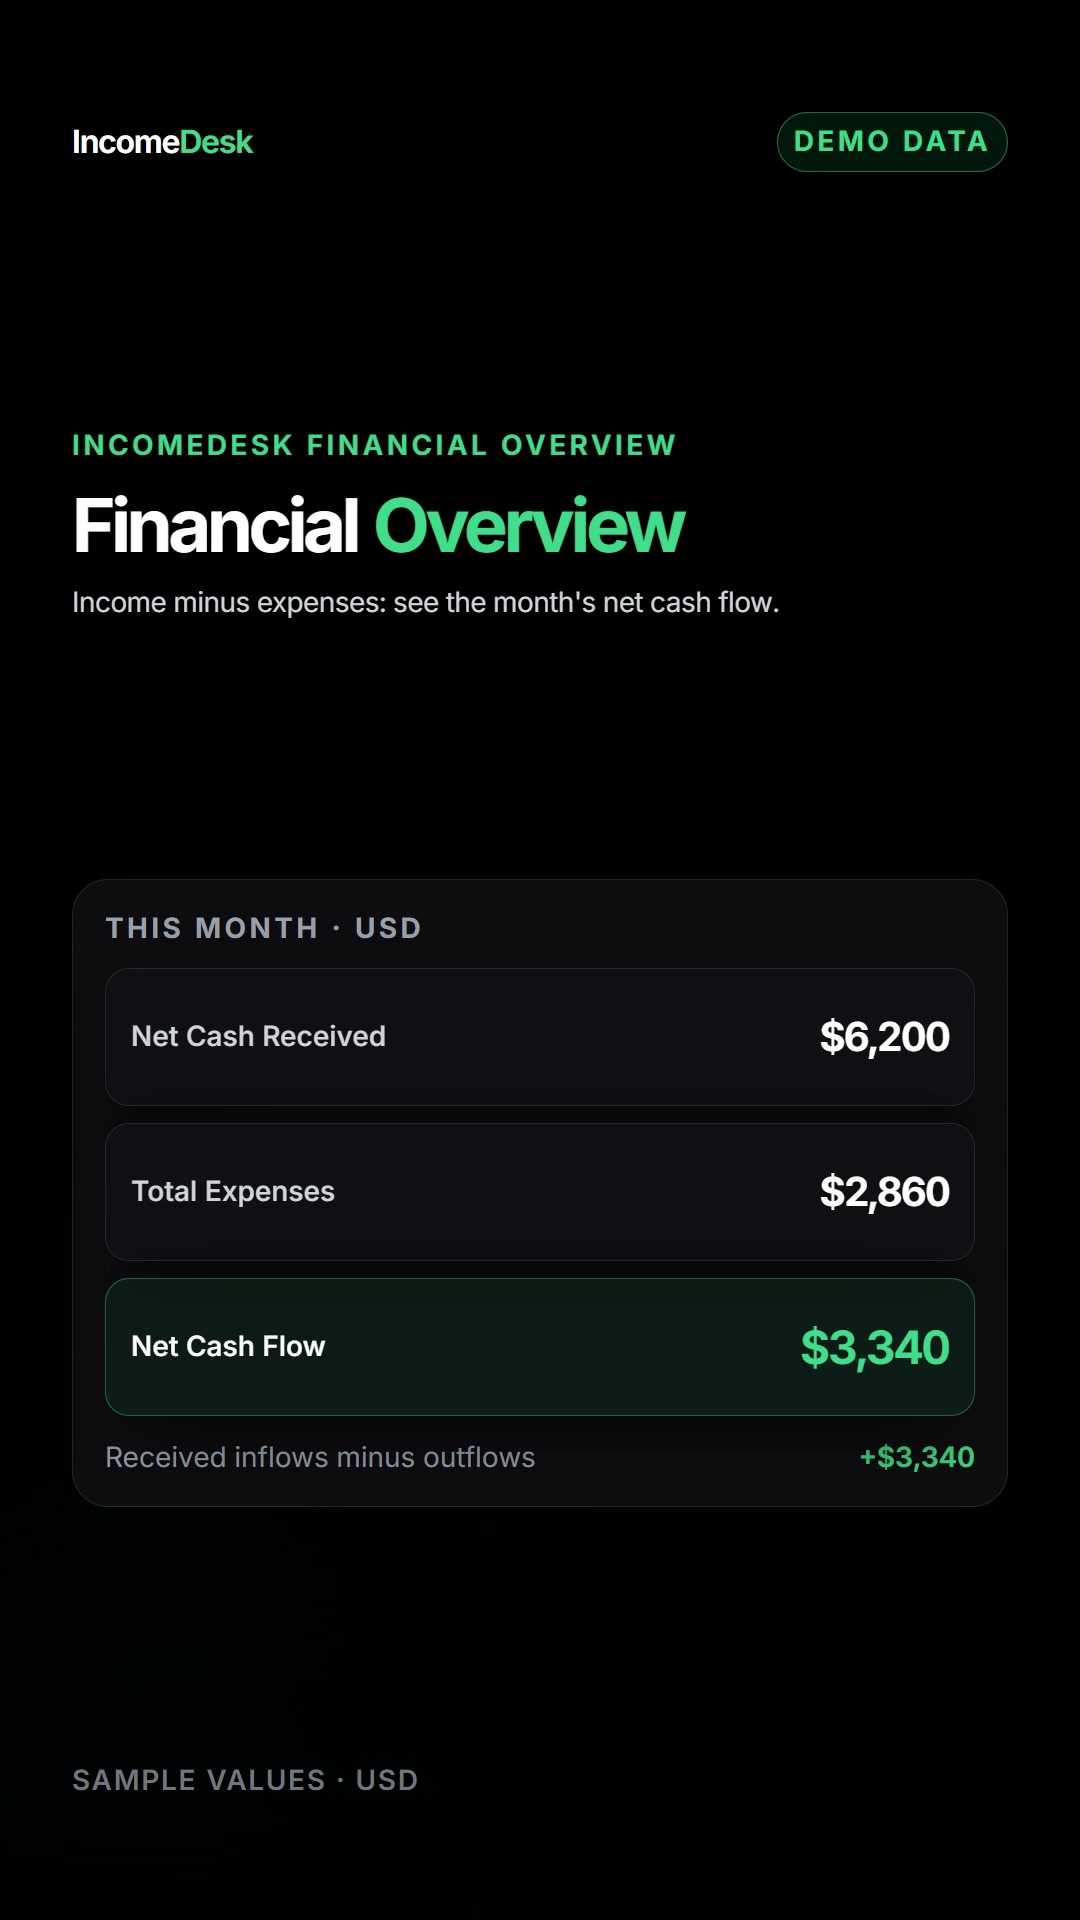 IncomeDesk
DEMO DATA
INCOMEDESK FINANCIAL OVERVIEW
Financial Overview
Income minus expenses: see the month's net cash flow.
THIS MONTH · USD
Net Cash Received $6,200
Total Expenses $2,860
Net Cash Flow $3,340
Received inflows minus outflows +$3,340
SAMPLE VALUES · USD